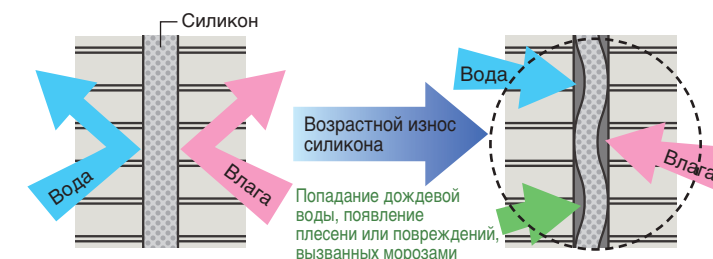 Силикон
Вода
Влага
Возрастной износ
силикона
Попадание дождевой
воды, появление
плесени или повреждений,
вызванных морозами
Вода
Влага